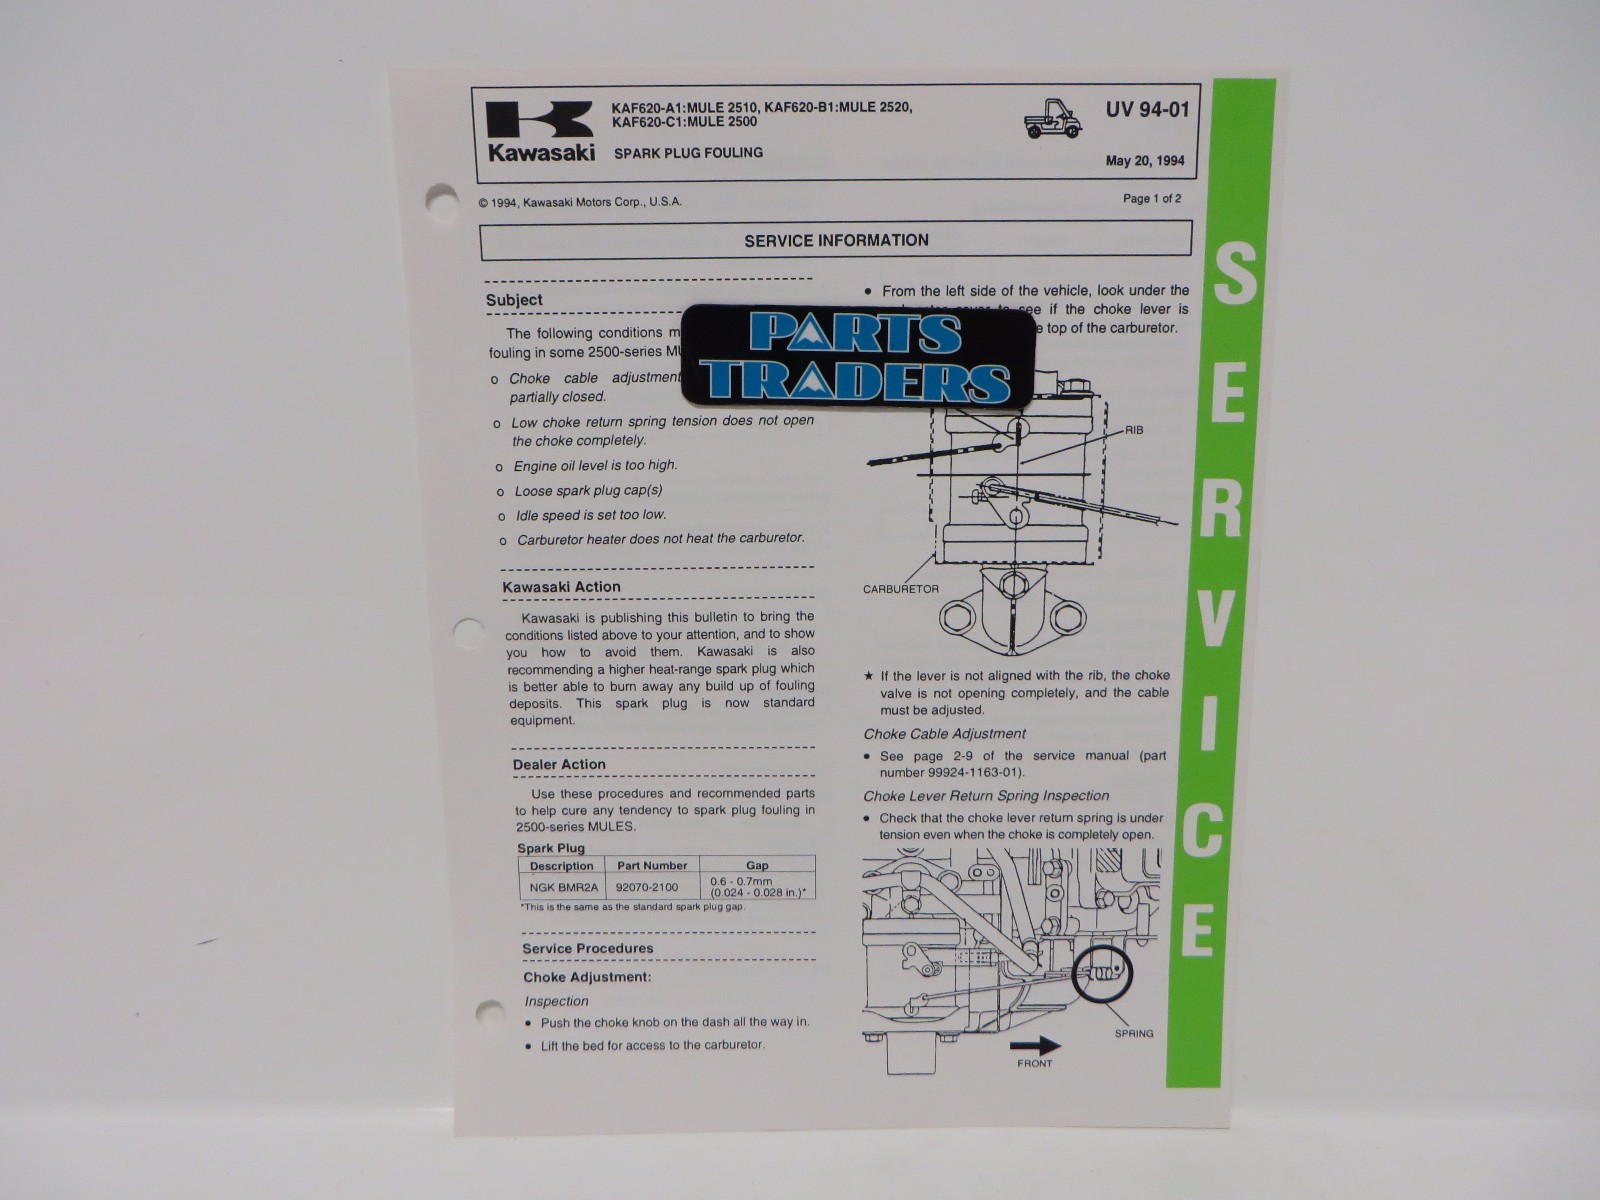 KAF620-A1:MULE 2510, KAF620-B1:MULE 2520,
KAF620-C1:MULE 2500
Kawasaki
SPARK PLUG FOULING
UV 94-01
May 20, 1994
© 1994, Kawasaki Motors Corp., U.S.A.
Page 1 of 2
SERVICE INFORMATION
Subject
The following conditions
fouling in some 2500-series
o Choke cable adjustment
partially closed.
o Low choke return spring tension does not open
the choke completely.
o Engine oil level is too high.
o Loose spark plug cap(s)
o Idle speed is set too low.
o Carburetor heater does not heat the carburetor.
Kawasaki Action
Kawasaki is publishing this bulletin to bring the
conditions listed above to your attention, and to show
you how to avoid them. Kawasaki is also
recommending a higher heat-range spark plug which
is better able to burn away any build up of fouling
deposits. This spark plug is now standard
equipment.
Dealer Action
Use these procedures and recommended parts
to help cure any tendency to spark plug fouling in
2500-series MULES.
Spark Plug
Description Part Number Gap
NGK BMR2A 92070-2100 0.6 - 0.7mm
(0.024 - 0.028 in.)*
*This is the same as the standard spark plug gap.
Service Procedures
Choke Adjustment:
Inspection
• Push the choke knob on the dash all the way in.
• Lift the bed for access to the carburetor.
• From the left side of the vehicle, look under the
to see if the choke lever is
top of the carburetor.
PARTS
TRADERS
RIB
CARBURETOR
★ If the lever is not aligned with the rib, the choke
valve is not opening completely, and the cable
must be adjusted.
Choke Cable Adjustment
• See page 2-9 of the service manual (part
number 99924-1163-01).
Choke Lever Return Spring Inspection
• Check that the choke lever return spring is under
tension even when the choke is completely open.
SPRING
FRONT
SERVICE